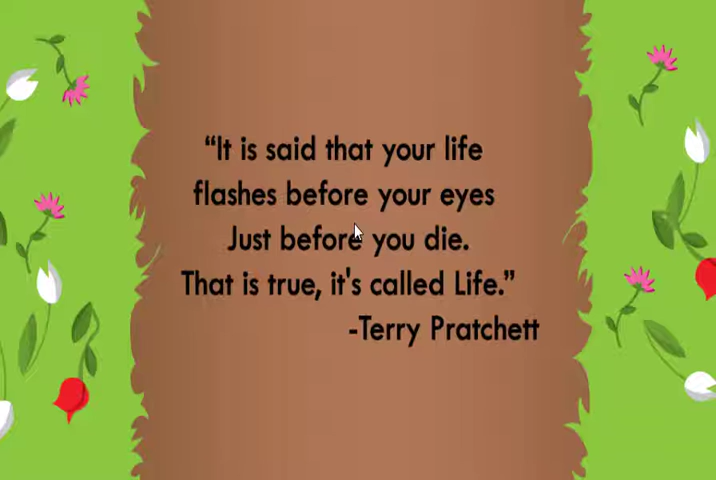 “It is said that your life
flashes before your eyes
Just before you die.
That is true, it's called Life.”
-Terry Pratchett